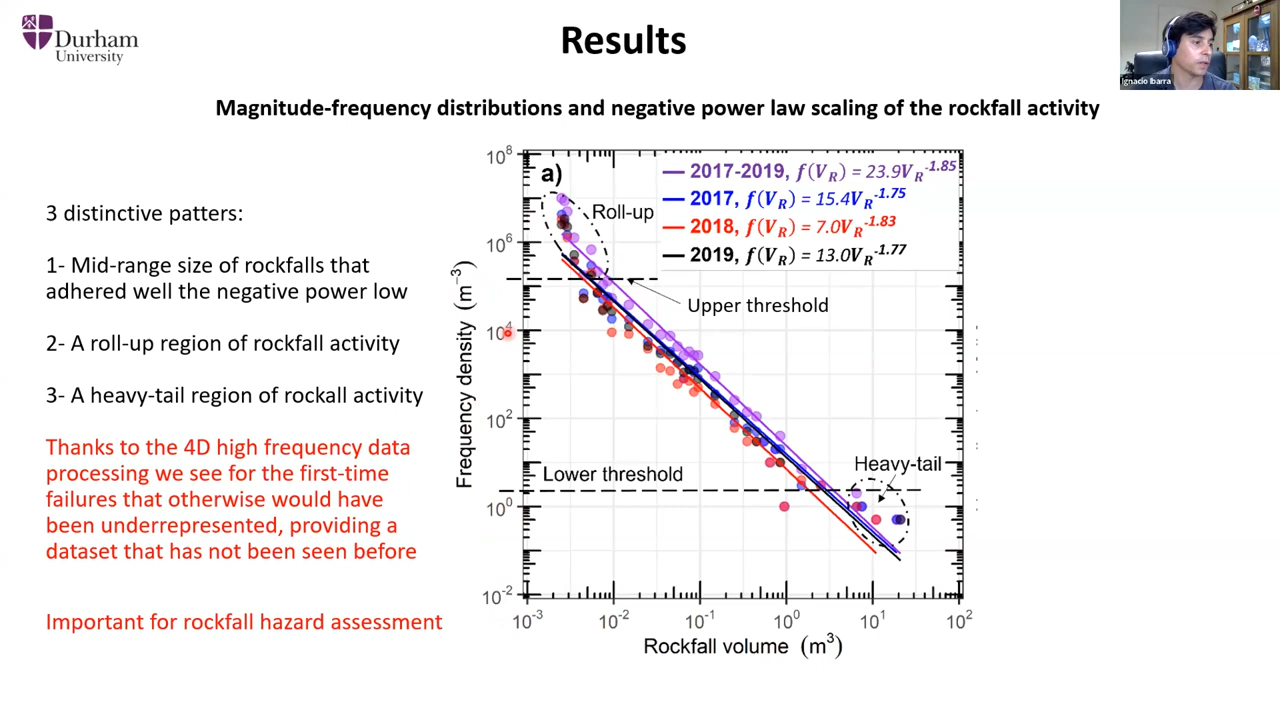 Durham
University
Results
Ignacio Ibarra
Magnitude-frequency distributions and negative power law scaling of the rockfall activity
3 distinctive patters:
1- Mid-range size of rockfalls that
adhered well the negative power low
2- A roll-up region of rockfall activity
3- A heavy-tail region of rockall activity
Thanks to the 4D high frequency data
processing we see for the first-time
failures that otherwise would have
been underrepresented, providing a
dataset that has not been seen before
Important for rockfall hazard assessment
a)
2017-2019, f(V_R) = 23.9V_R^-1.85
2017, f(V_R) = 15.4V_R^-1.75
2018, f(V_R) = 7.0V_R^-1.83
2019, f(V_R) = 13.0V_R^-1.77
Roll-up
Upper threshold
Lower threshold
Heavy-tail
Frequency density (m^-3)
10^8
10^6
10^4
10^2
10^0
10^-2
10^-3 10^-2 10^-1 10^0 10^1 10^2
Rockfall volume (m^3)